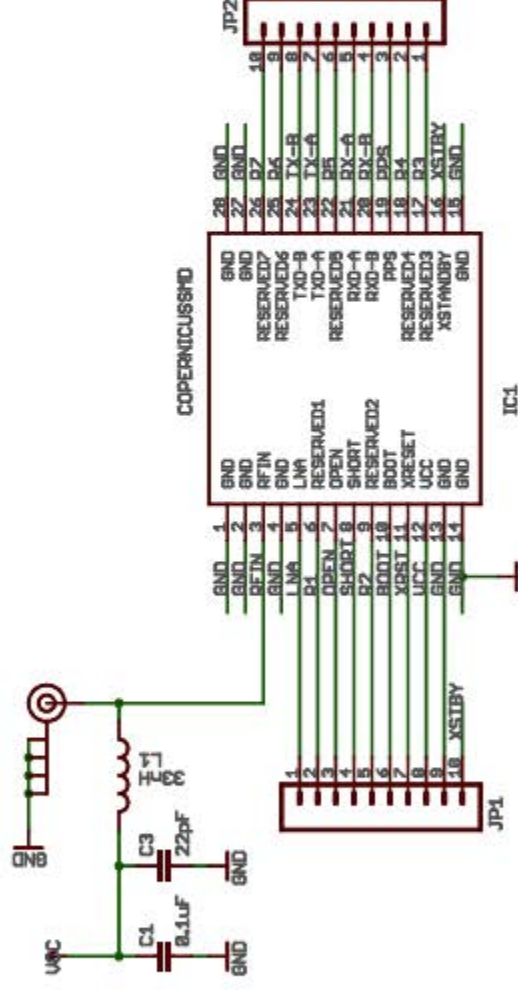 VCC
C1
0.1uF
GND
C3
22pF
GND
GND
L1
33nH
JP1
1
2
3
4
5
6
7
8
9
10 XSTBY
COPERNICUSSMD
GND 1 GND
GND 2 GND
RFIN 3 RFIN
GND 4 GND
LNA 5 LNA
R1 6 RESERVED1
OPEN 7 OPEN
SHORT 8 SHORT
R2 9 RESERVED2
BOOT 10 BOOT
XRST 11 XRESET
VCC 12 VCC
GND 13 GND
GND 14 GND
GND 28 GND
GND 27 GND
RESERVED7 26 R7
RESERVED6 25 R6
TXD-B 24 TX-B
TXD-A 23 TX-A
RESERVED5 22 R5
RXD-A 21 RX-A
RXD-B 20 RX-B
PPS 19 PPS
RESERVED4 18 R4
RESERVED3 17 R3
XSTANDBY 16 XSTBY
GND 15 GND
IC1
JP2
10
9
8
7
6
5
4
3
2
1